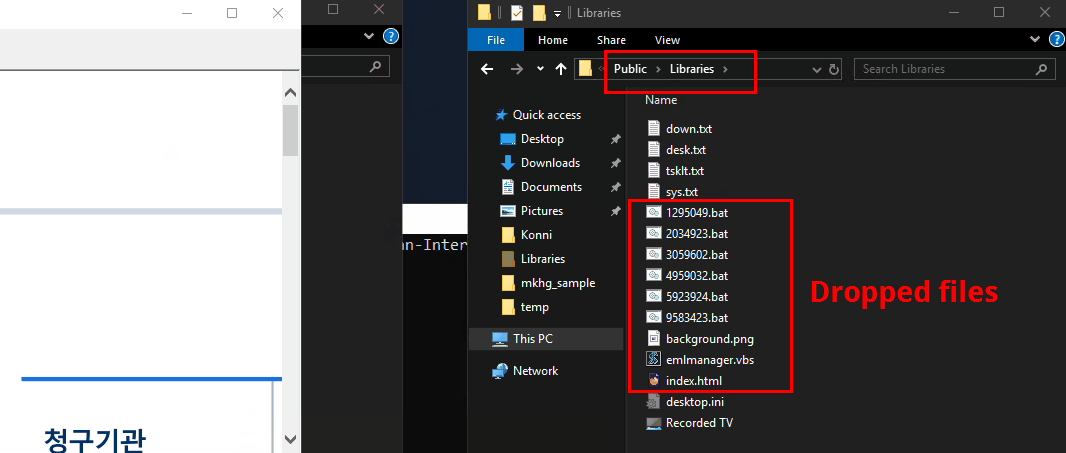 Libraries
File
Home
Share
View
Public
Libraries
Search Libraries
Name
Quick access
Desktop
Downloads
Documents
Pictures
Konni
Libraries
mkhg_sample
temp
This PC
Network
down.txt
desk.txt
tsklt.txt
sys.txt
1295049.bat
2034923.bat
3059602.bat
4959032.bat
5923924.bat
9583423.bat
background.png
emlmanager.vbs
index.html
desktop.ini
Recorded TV
Dropped files
an-Inter
청구기관